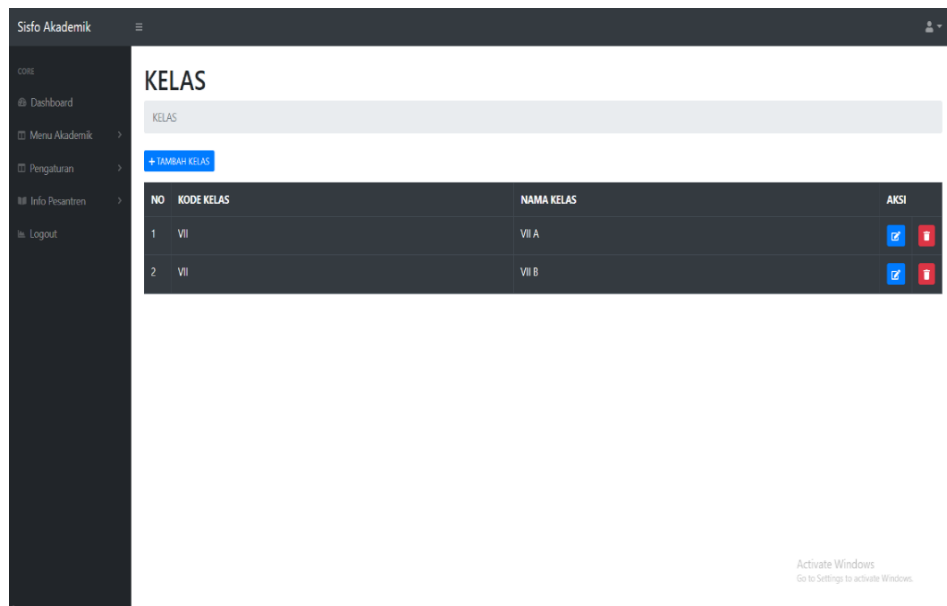 Sisfo Akademik
CORE
Dashboard
Menu Akademik
Pengaturan
Info Pesantren
Logout
KELAS
KELAS
+ TAMBAH KELAS
NO KODE KELAS NAMA KELAS AKSI
1 VII VII A
2 VII VII B
Activate Windows
Go to Settings to activate Windows.